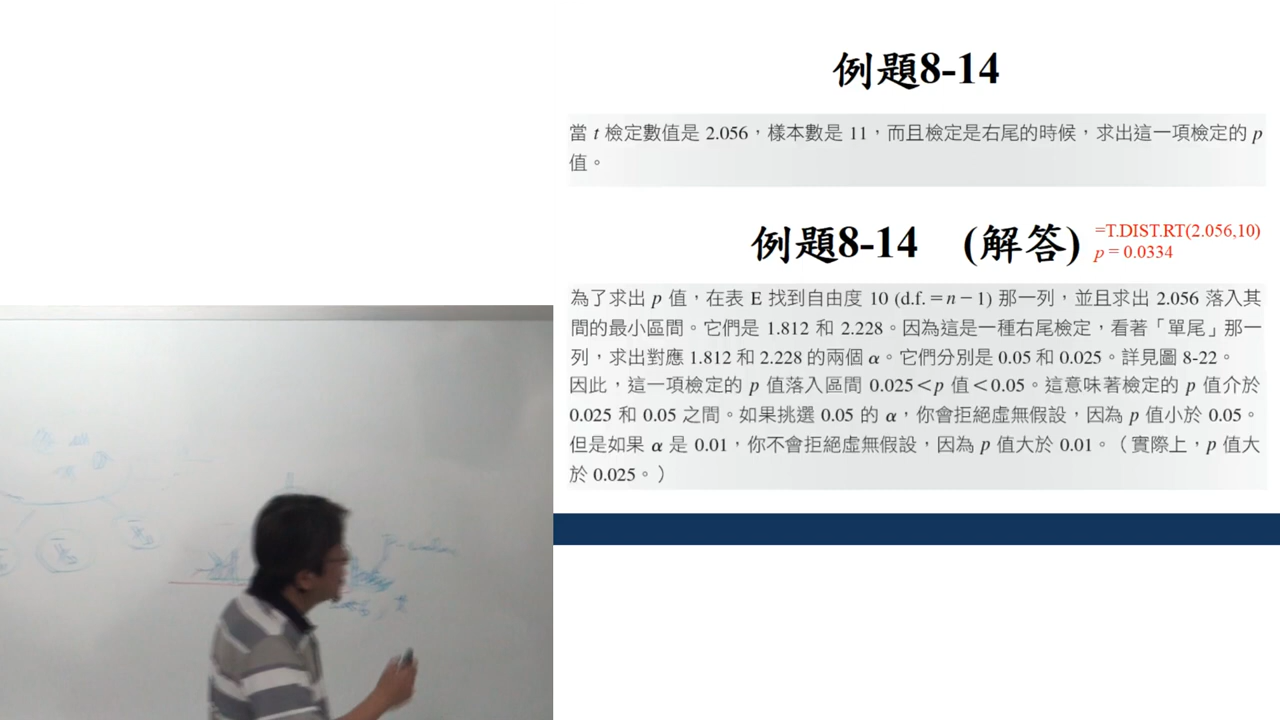 例題8-14
當 t 檢定數值是 2.056，樣本數是 11，而且檢定是右尾的時候，求出這一項檢定的 p
值。
例題8-14 (解答)
=T.DIST.RT(2.056,10)
p = 0.0334
為了求出 p 值，在表 E 找到自由度 10 (d.f. = n − 1) 那一列，並且求出 2.056 落入其
間的最小區間。它們是 1.812 和 2.228。因為這是一種右尾檢定，看著「單尾」那一
列，求出對應 1.812 和 2.228 的兩個 α。它們分別是 0.05 和 0.025。詳見圖 8-22。
因此，這一項檢定的 p 值落入區間 0.025＜p 值＜0.05。這意味著檢定的 p 值介於
0.025 和 0.05 之間。如果挑選 0.05 的 α，你會拒絕虛無假設，因為 p 值小於 0.05。
但是如果 α 是 0.01，你不會拒絕虛無假設，因為 p 值大於 0.01。（實際上，p 值大
於 0.025。）